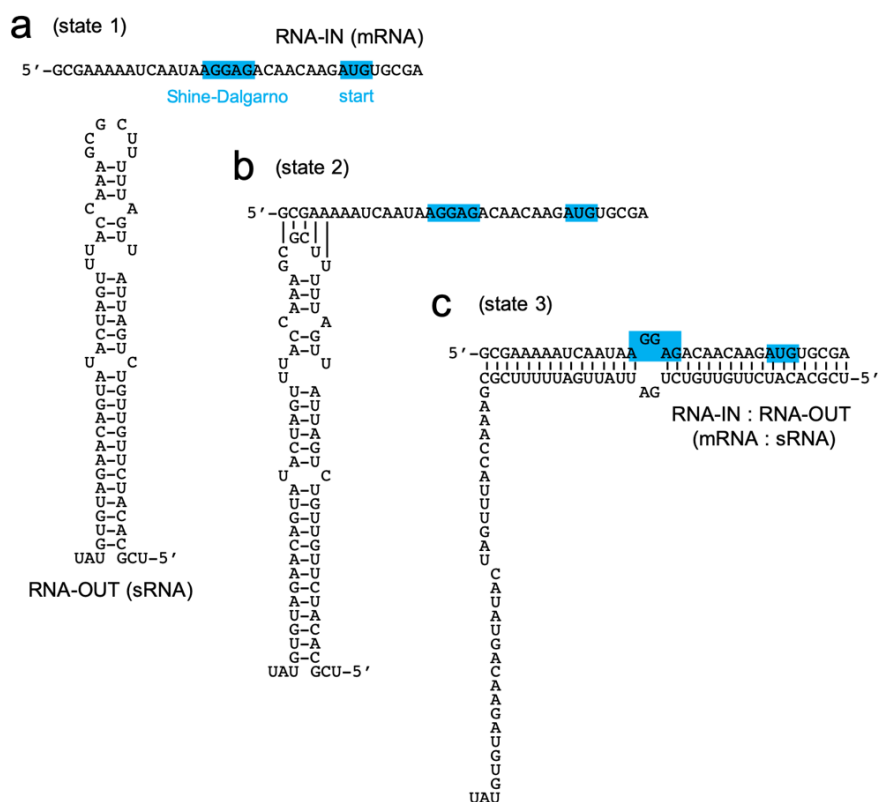 a (state 1)
RNA-IN (mRNA)
5'-GCGAAAAAUCAAUAAGGAGACAACAAGAUGUGCGA
Shine-Dalgarno start
G C
C U
G U
A–U
A–U
A–U
C A
C–G
A–U
U U
U
U–A
G–U
A–U
U–A
C–G
A–U
U C
A–U
U–G
G–U
A–U
C–G
A–U
A–U
G–C
A–U
U–A
G–C
U–A
G–C
UAU GCU-5'
RNA-OUT (sRNA)
b (state 2)
5'-GCGAAAAAUCAAUAAGGAGACAACAAGAUGUGCGA
GC
C U
G U
A–U
A–U
A–U
C A
C–G
A–U
U U
U
U–A
G–U
A–U
U–A
C–G
A–U
U C
A–U
U–G
G–U
A–U
C–G
A–U
A–U
G–C
A–U
U–A
G–C
U–A
G–C
UAU GCU-5'
c (state 3)
GG
5'-GCGAAAAAUCAAUAA AGACAACAAGAUGUGCGA
CGCUUUUUAGUUAUU UCUGUUGUUCUACACGCU-5'
AG
RNA-IN : RNA-OUT
(mRNA : sRNA)
G
A
A
A
C
C
A
U
U
U
G
A
U
C
A
U
A
U
G
A
C
A
A
G
A
U
G
U
G
UAU